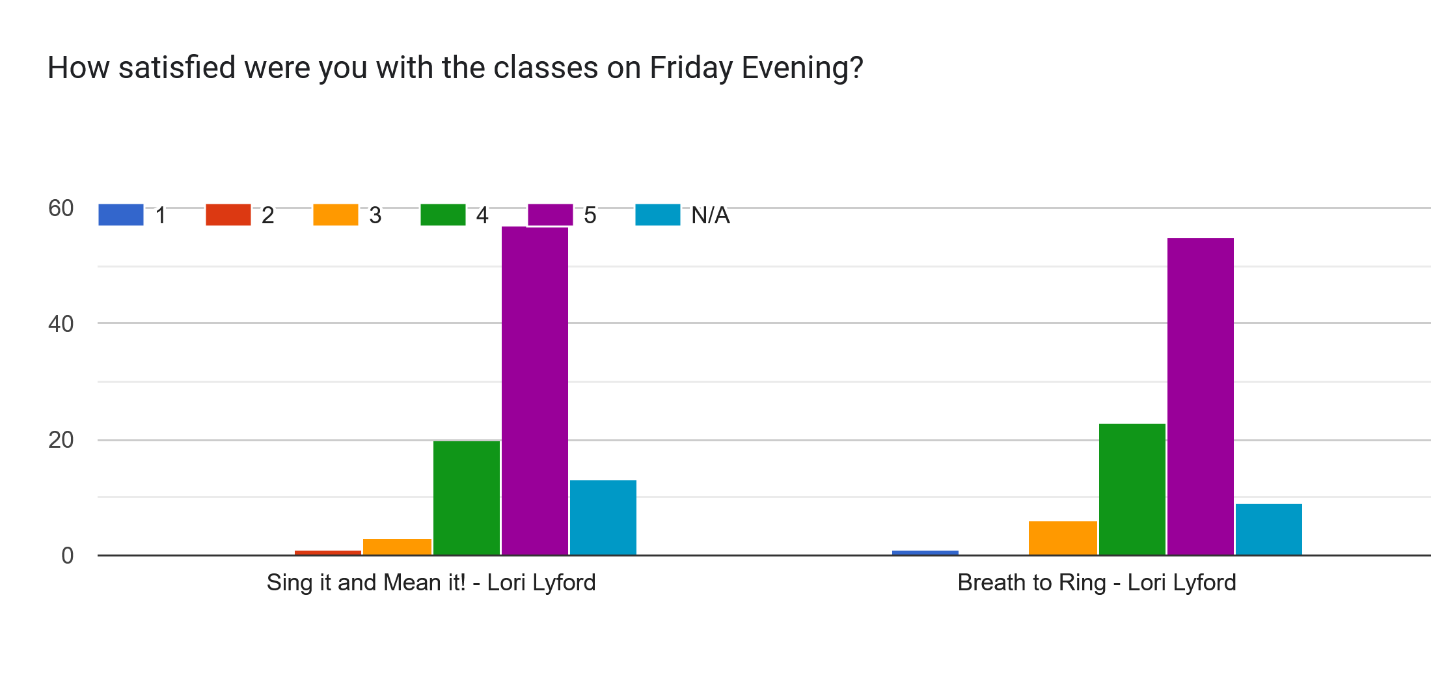 How satisfied were you with the classes on Friday Evening?
60
1 2 3 4 5 N/A
40
20
0
Sing it and Mean it! - Lori Lyford Breath to Ring - Lori Lyford